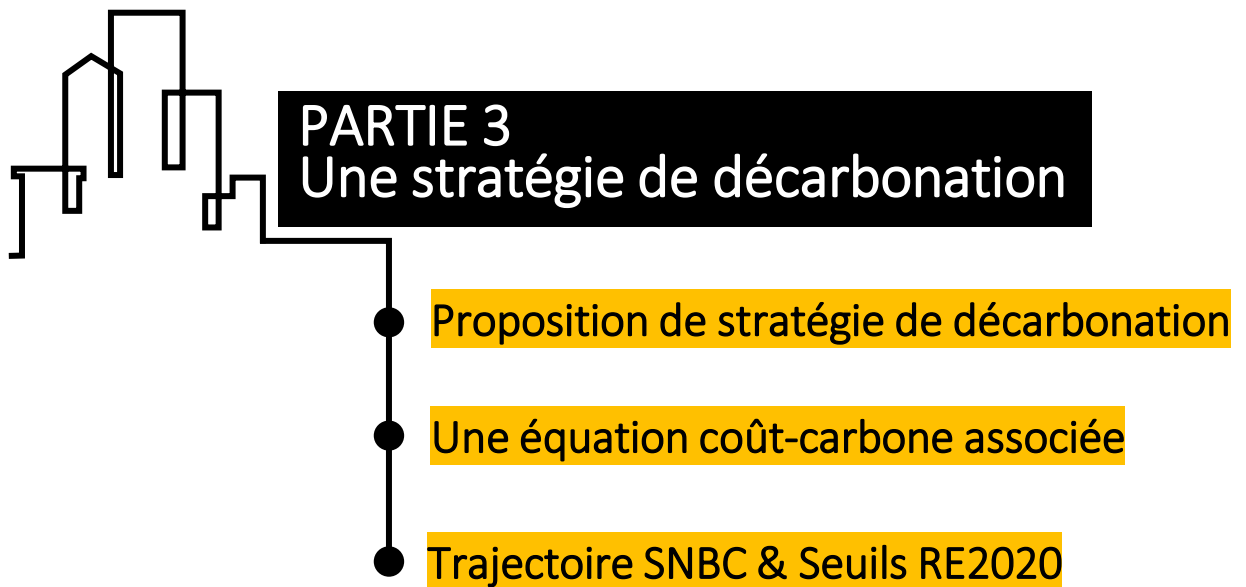 PARTIE 3
Une stratégie de décarbonation
Proposition de stratégie de décarbonation
Une équation coût-carbone associée
Trajectoire SNBC & Seuils RE2020